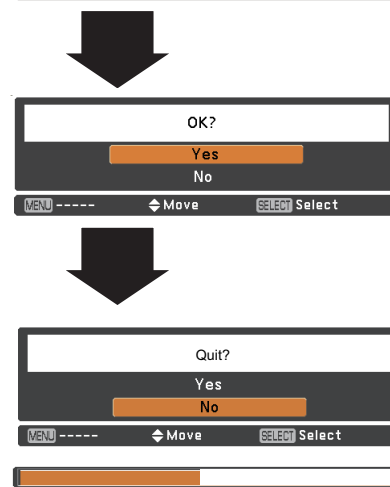 OK?
Yes
No
MENU ----- Move SELECT Select
Quit?
Yes
No
MENU ----- Move SELECT Select